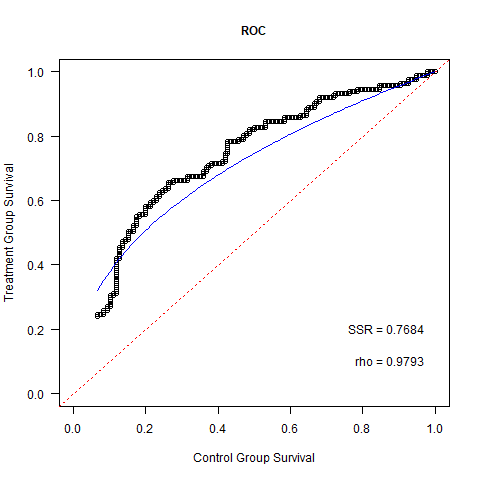 ROC
Treatment Group Survival
1.0
0.8
0.6
0.4
0.2
0.0
SSR = 0.7684
rho = 0.9793
0.0 0.2 0.4 0.6 0.8 1.0
Control Group Survival